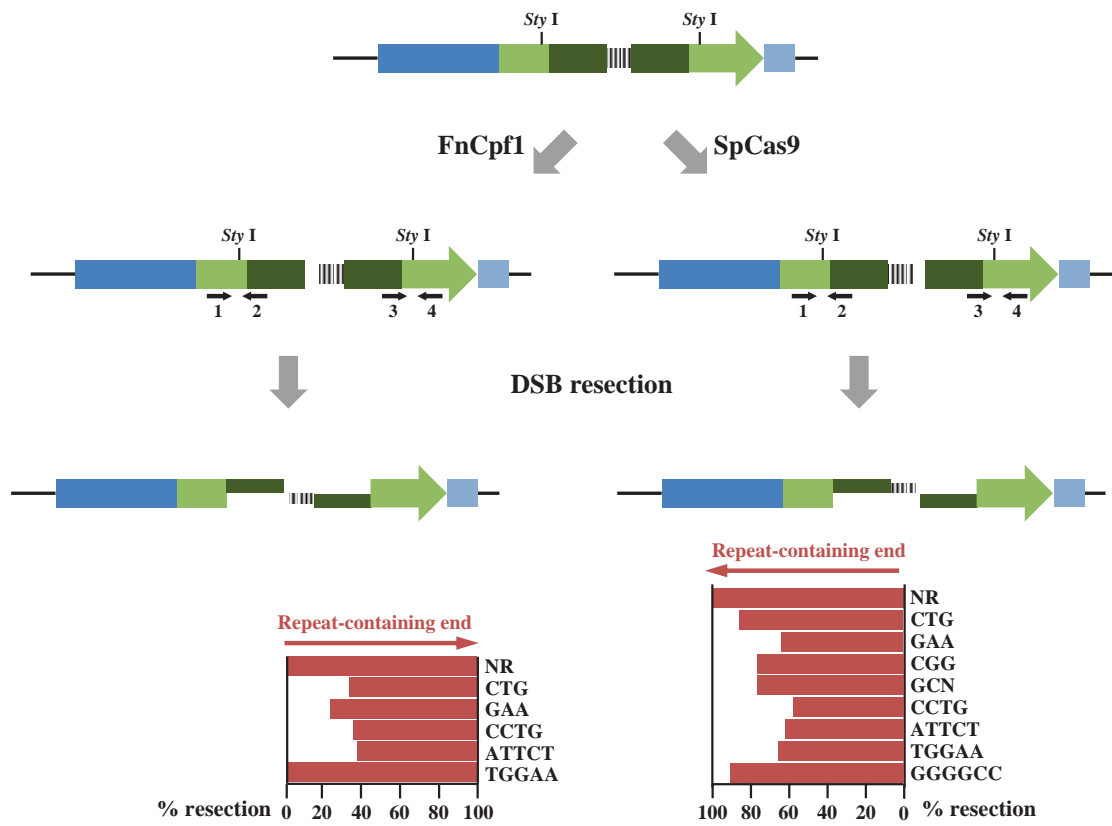 Sty I Sty I
FnCpf1 SpCas9
Sty I Sty I Sty I Sty I
1 2 3 4 1 2 3 4
DSB resection
Repeat-containing end
NR
CTG
GAA
CGG
GCN
CCTG
ATTCT
TGGAA
GGGGCC
100 80 60 40 20 0 % resection
Repeat-containing end
NR
CTG
GAA
CCTG
ATTCT
TGGAA
% resection 0 20 40 60 80 100